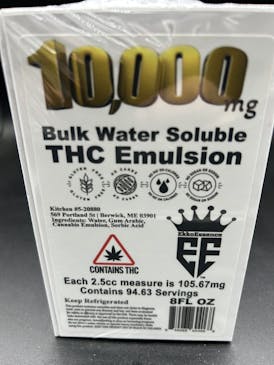 10,000mg
Bulk Water Soluble
THC Emulsion
Kitchen #5-20880
569 Portland St | Berwick, ME 03901
Ingredients: Water, Gum Arabic,
Cannabis Emulsion, Sorbic Acid
EkkoEssence
EE
CONTAINS THC
Each 2.5cc measure is 105.67mg
Contains 94.63 Servings
Keep Refrigerated
8FL OZ